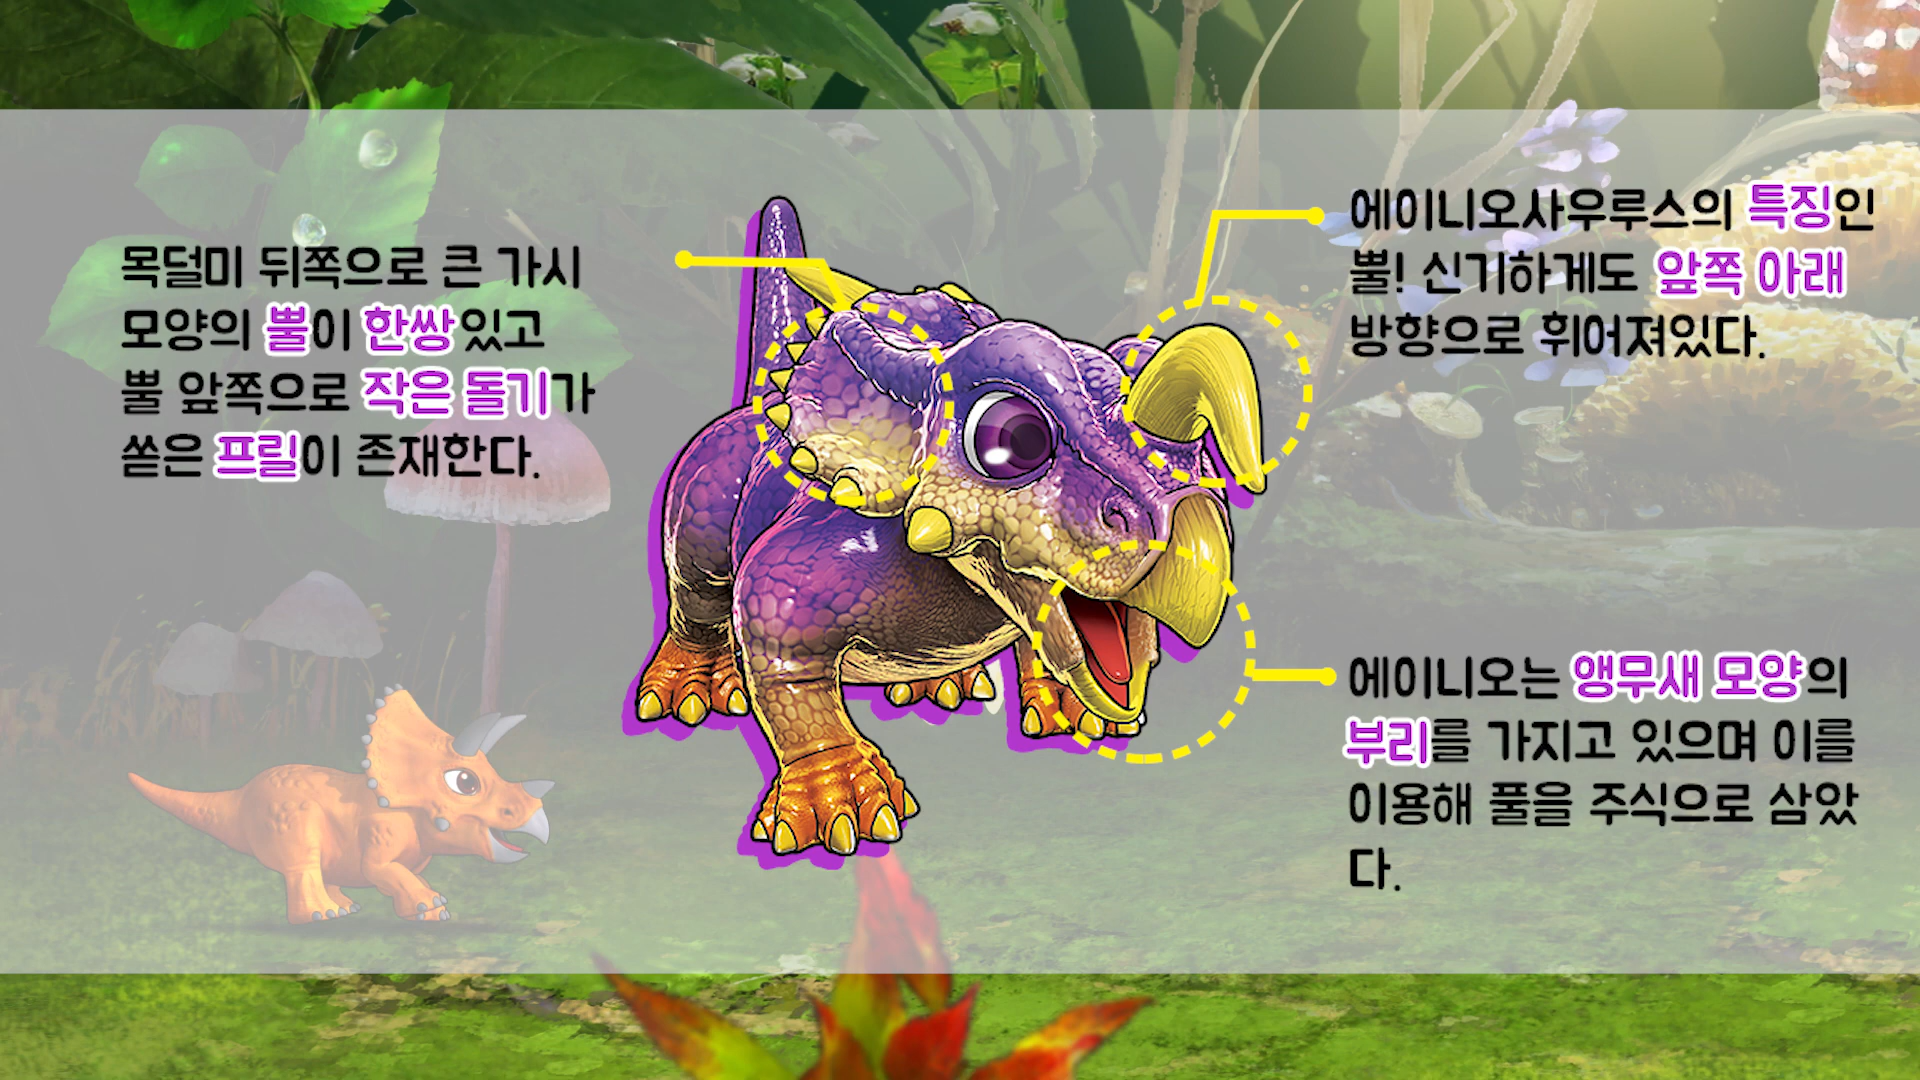 목덜미 뒤쪽으로 큰 가시
모양의 뿔이 한쌍있고
뿔 앞쪽으로 작은 돌기가
쏟은 프릴이 존재한다.
에이니오사우루스의 특징인
뿔! 신기하게도 앞쪽 아래
방향으로 휘어져있다.
에이니오는 앵무새 모양의
부리를 가지고 있으며 이를
이용해 풀을 주식으로 삼았
다.